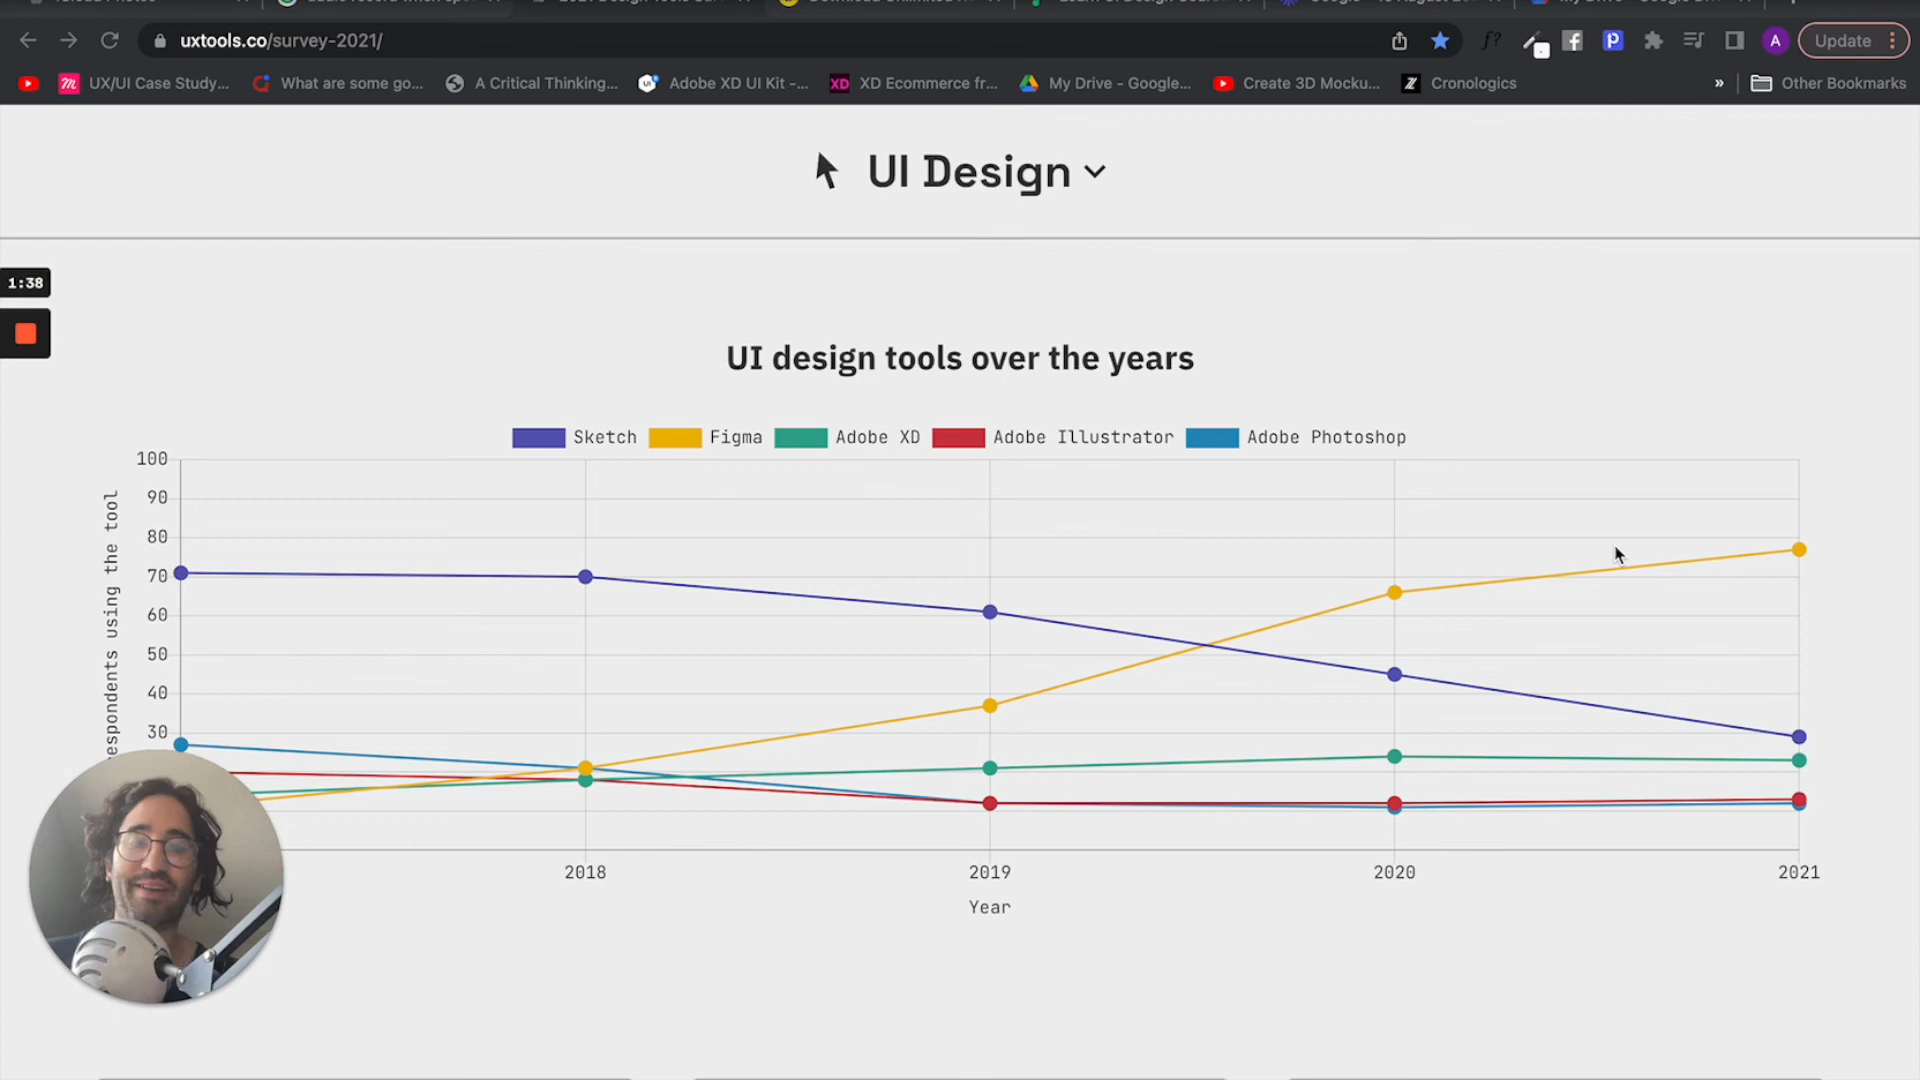 uxtools.co/survey-2021/
A
Update
UX/UI Case Study...
What are some go...
A Critical Thinking...
Adobe XD UI Kit -...
XD
XD Ecommerce fr...
My Drive - Google...
Create 3D Mocku...
Cronologics
»
Other Bookmarks
UI Design
1:38
UI design tools over the years
Sketch Figma Adobe XD Adobe Illustrator Adobe Photoshop
100
90
80
70
60
50
40
30
using the tool
2018 2019 2020 2021
Year